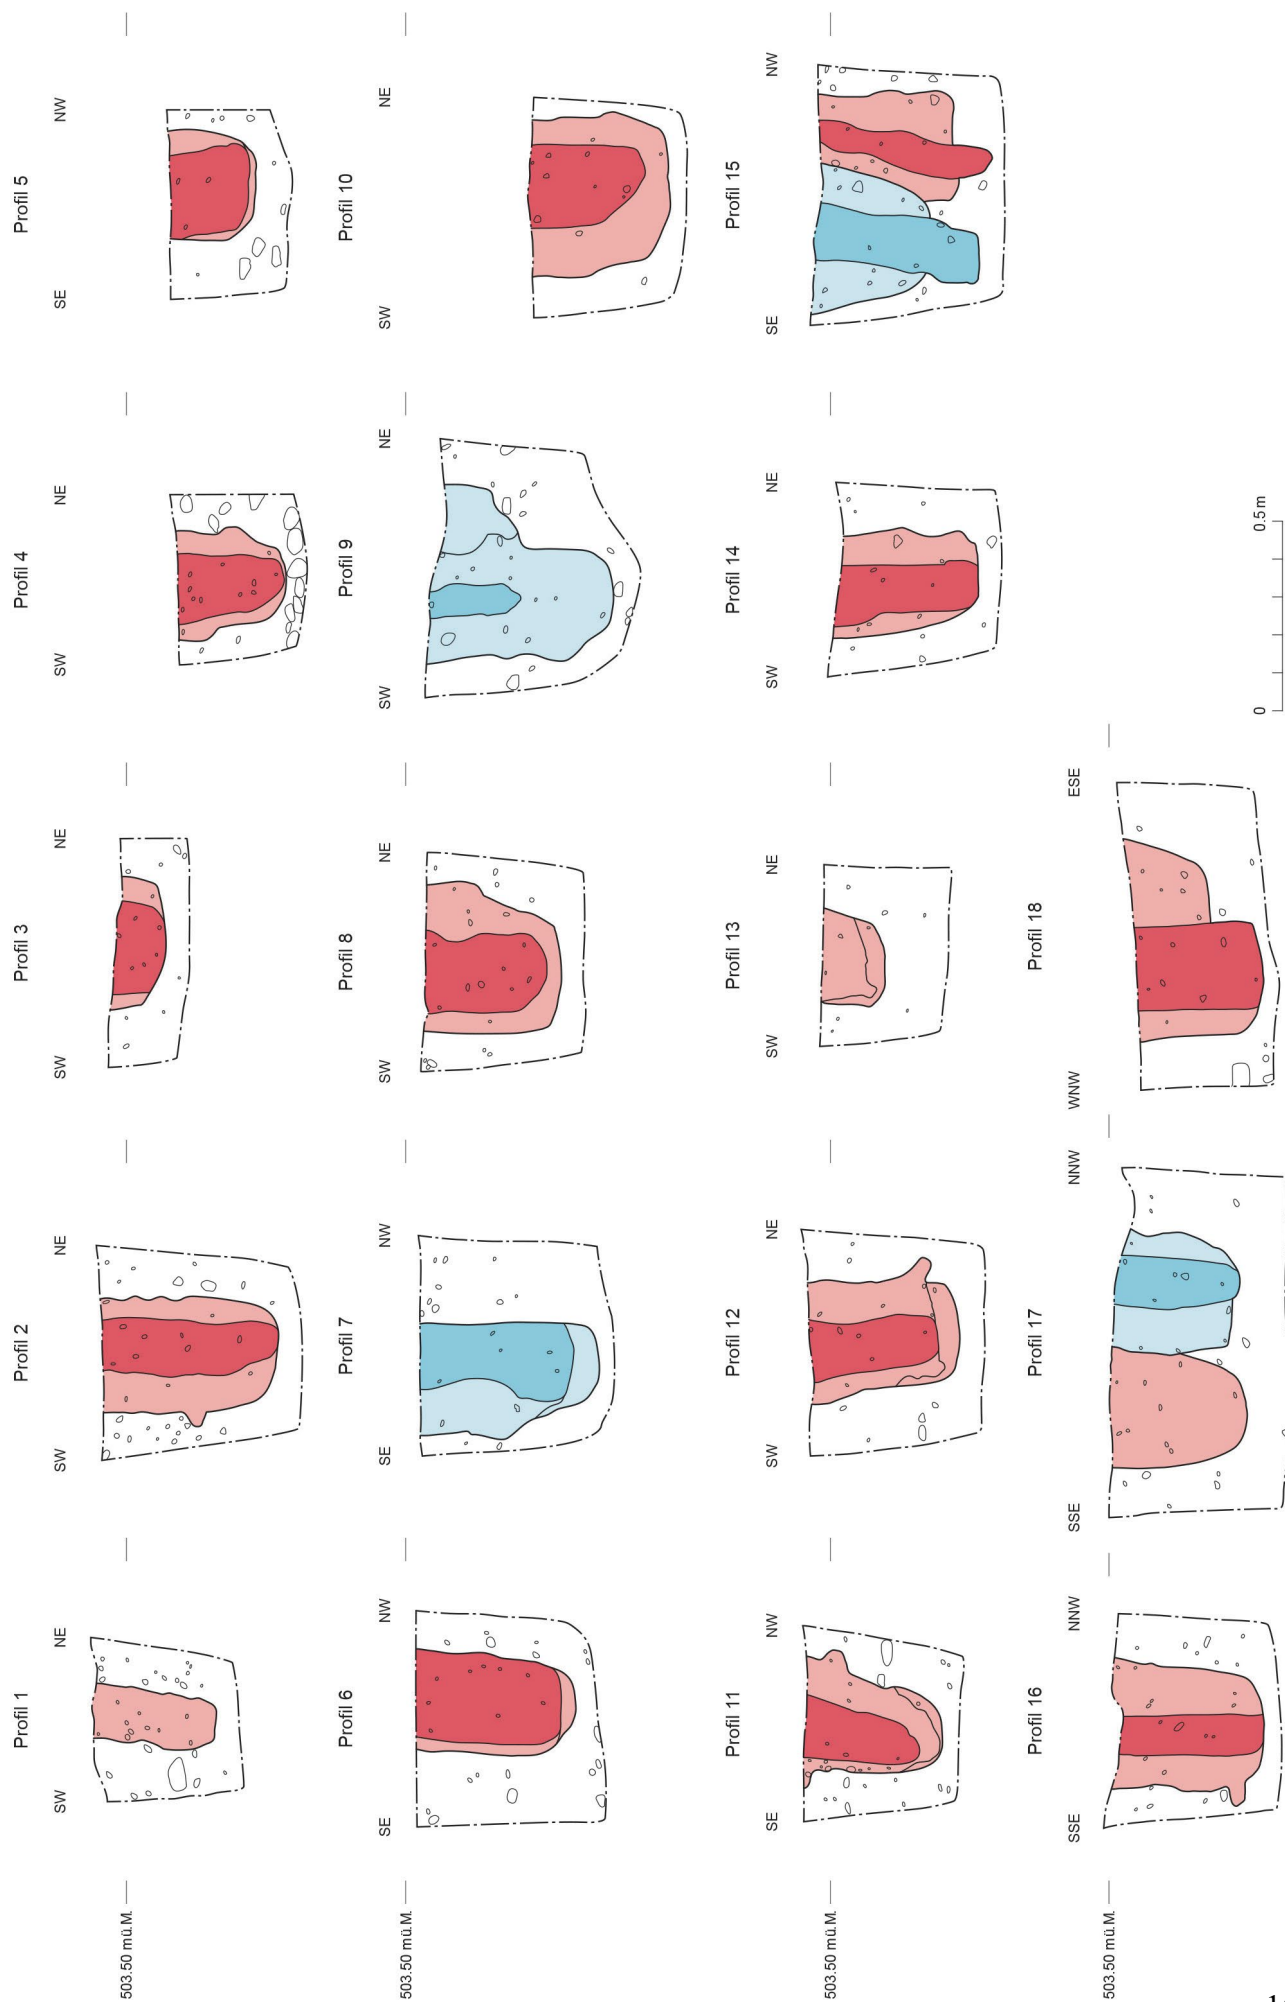 Profil 1
Profil 2
Profil 3
Profil 4
Profil 5
SW NE
SW NE
SW NE
SW NE
SE NW
503.50 mü.M.
Profil 6
Profil 7
Profil 8
Profil 9
Profil 10
SE NW
SE NW
SW NE
SW NE
SW NE
503.50 mü.M.
Profil 11
Profil 12
Profil 13
Profil 14
Profil 15
SE NW
SW NE
SW NE
SW NE
SE NW
503.50 mü.M.
Profil 16
Profil 17
Profil 18
SSE NNW
SSE NNW
WNW ESE
503.50 mü.M.
0 0.5 m